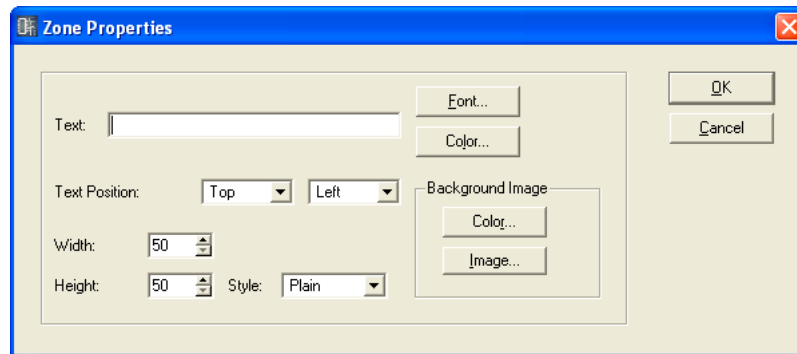 Zone Properties
Font...
OK
Text:
Color...
Cancel
Text Position: Top Left
Background Image
Color...
Width: 50
Image...
Height: 50 Style: Plain